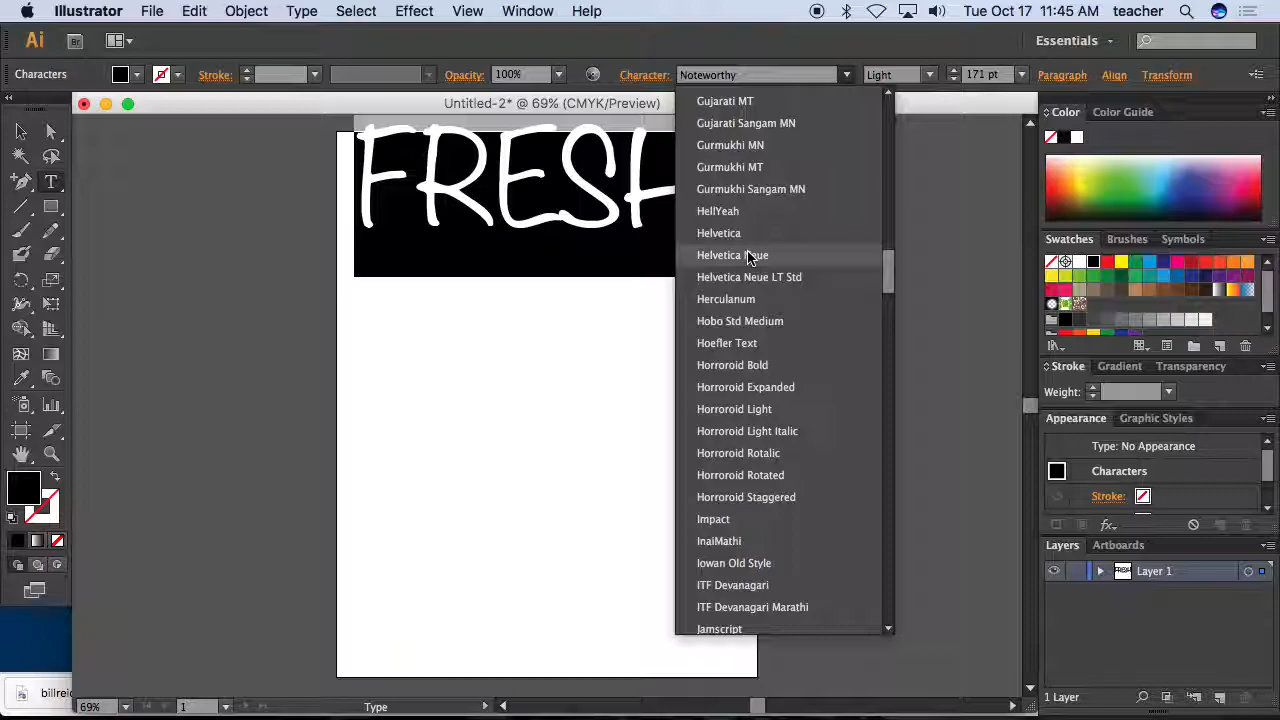 Illustrator File Edit Object Type Select Effect View Window Help Tue Oct 17 11:45 AM teacher
Ai Br Essentials
Characters Stroke: Opacity: 100% Character: Noteworthy Light 171 pt Paragraph Align Transform
Untitled-2* @ 69% (CMYK/Preview)
FRESH
Gujarati MT
Gujarati Sangam MN
Gurmukhi MN
Gurmukhi MT
Gurmukhi Sangam MN
HellYeah
Helvetica
Helvetica Neue
Helvetica Neue LT Std
Herculanum
Hobo Std Medium
Hoefler Text
Horroroid Bold
Horroroid Expanded
Horroroid Light
Horroroid Light Italic
Horroroid Rotalic
Horroroid Rotated
Horroroid Staggered
Impact
InaiMathi
Iowan Old Style
ITF Devanagari
ITF Devanagari Marathi
Jamscript
Color Color Guide
Swatches Brushes Symbols
Stroke Gradient Transparency
Weight:
Appearance Graphic Styles
Type: No Appearance
Characters
Stroke:
fx
Layers Artboards
Layer 1
1 Layer
billreig
69% 1 Type